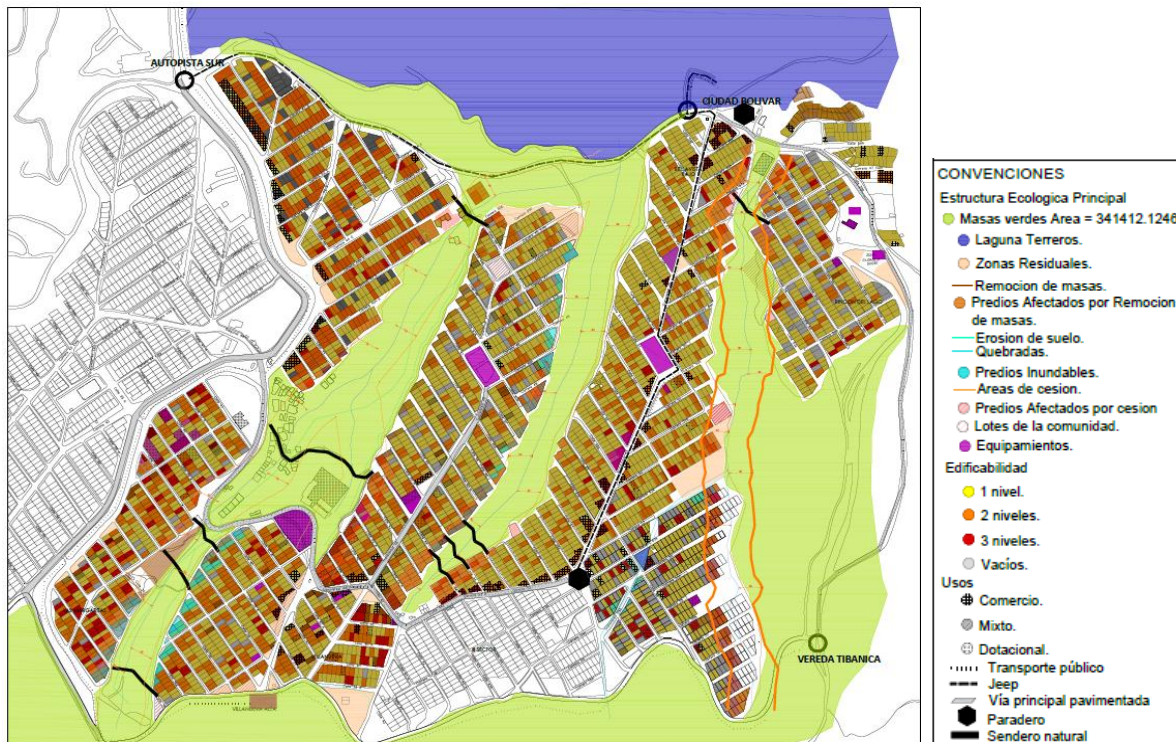 AUTOPISTA SUR
CIUDAD BOLIVAR
VEREDA TIBANICA
CONVENCIONES
Estructura Ecologica Principal
Masas verdes Area = 341412.1246
Laguna Terreros.
Zonas Residuales.
Remocion de masas.
Predios Afectados por Remocion
de masas.
Erosion de suelo.
Quebradas.
Predios Inundables.
Areas de cesion.
Predios Afectados por cesion
Lotes de la comunidad.
Equipamientos.
Edificabilidad
1 nivel.
2 niveles.
3 niveles.
Vacíos.
Usos
Comercio.
Mixto.
Dotacional.
Transporte público
Jeep
Vía principal pavimentada
Paradero
Sendero natural